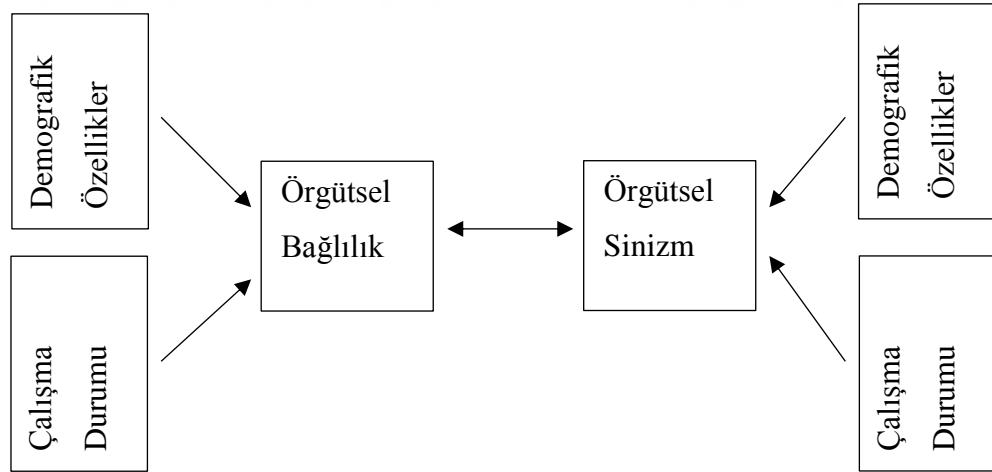 Demografik
Özellikler
Çalışma
Durumu
Örgütsel
Bağlılık
Örgütsel
Sinizm
Demografik
Özellikler
Çalışma
Durumu